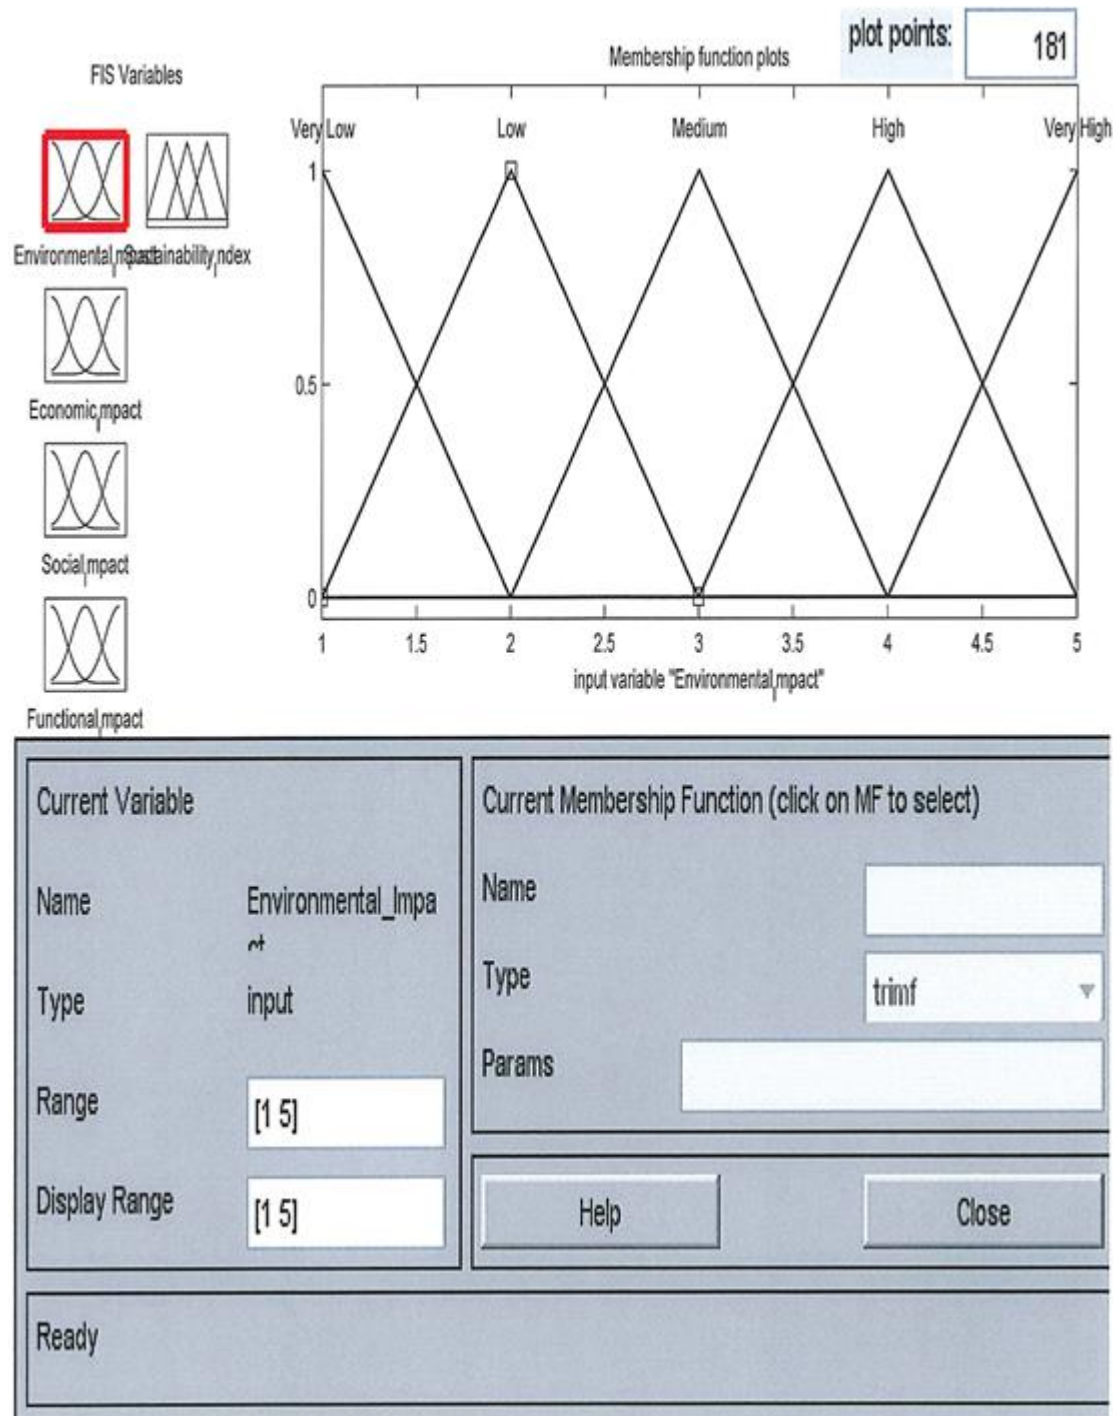 plot points: 181
FIS Variables
Membership function plots
Very Low Low Medium High Very High
1
0.5
0
1 1.5 2 2.5 3 3.5 4 4.5 5
input variable "Environmental_Impact"
Environmental_Impact Sustainability_Index
Economic_Impact
Social_Impact
Functional_Impact
Current Variable
Name Environmental_Impa
ct
Type input
Range [1 5]
Display Range [1 5]
Current Membership Function (click on MF to select)
Name
Type trimf
Params
Help Close
Ready